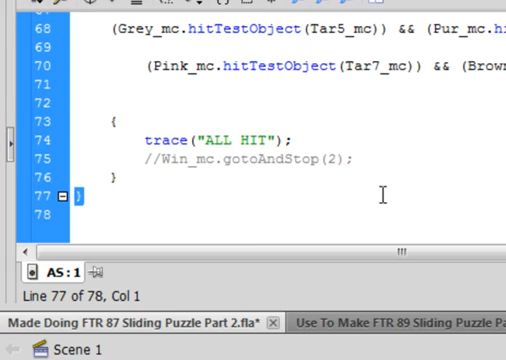 68 (Grey_mc.hitTestObject(Tar5_mc)) && (Pur_mc.hi
69
70 (Pink_mc.hitTestObject(Tar7_mc)) && (Brown
71
72
73 {
74 trace("ALL HIT");
75 //Win_mc.gotoAndStop(2);
76 }
77 }
78
AS:1
Line 77 of 78, Col 1
Made Doing FTR 87 Sliding Puzzle Part 2.fla* Use To Make FTR 89 Sliding Puzzle Pa
Scene 1